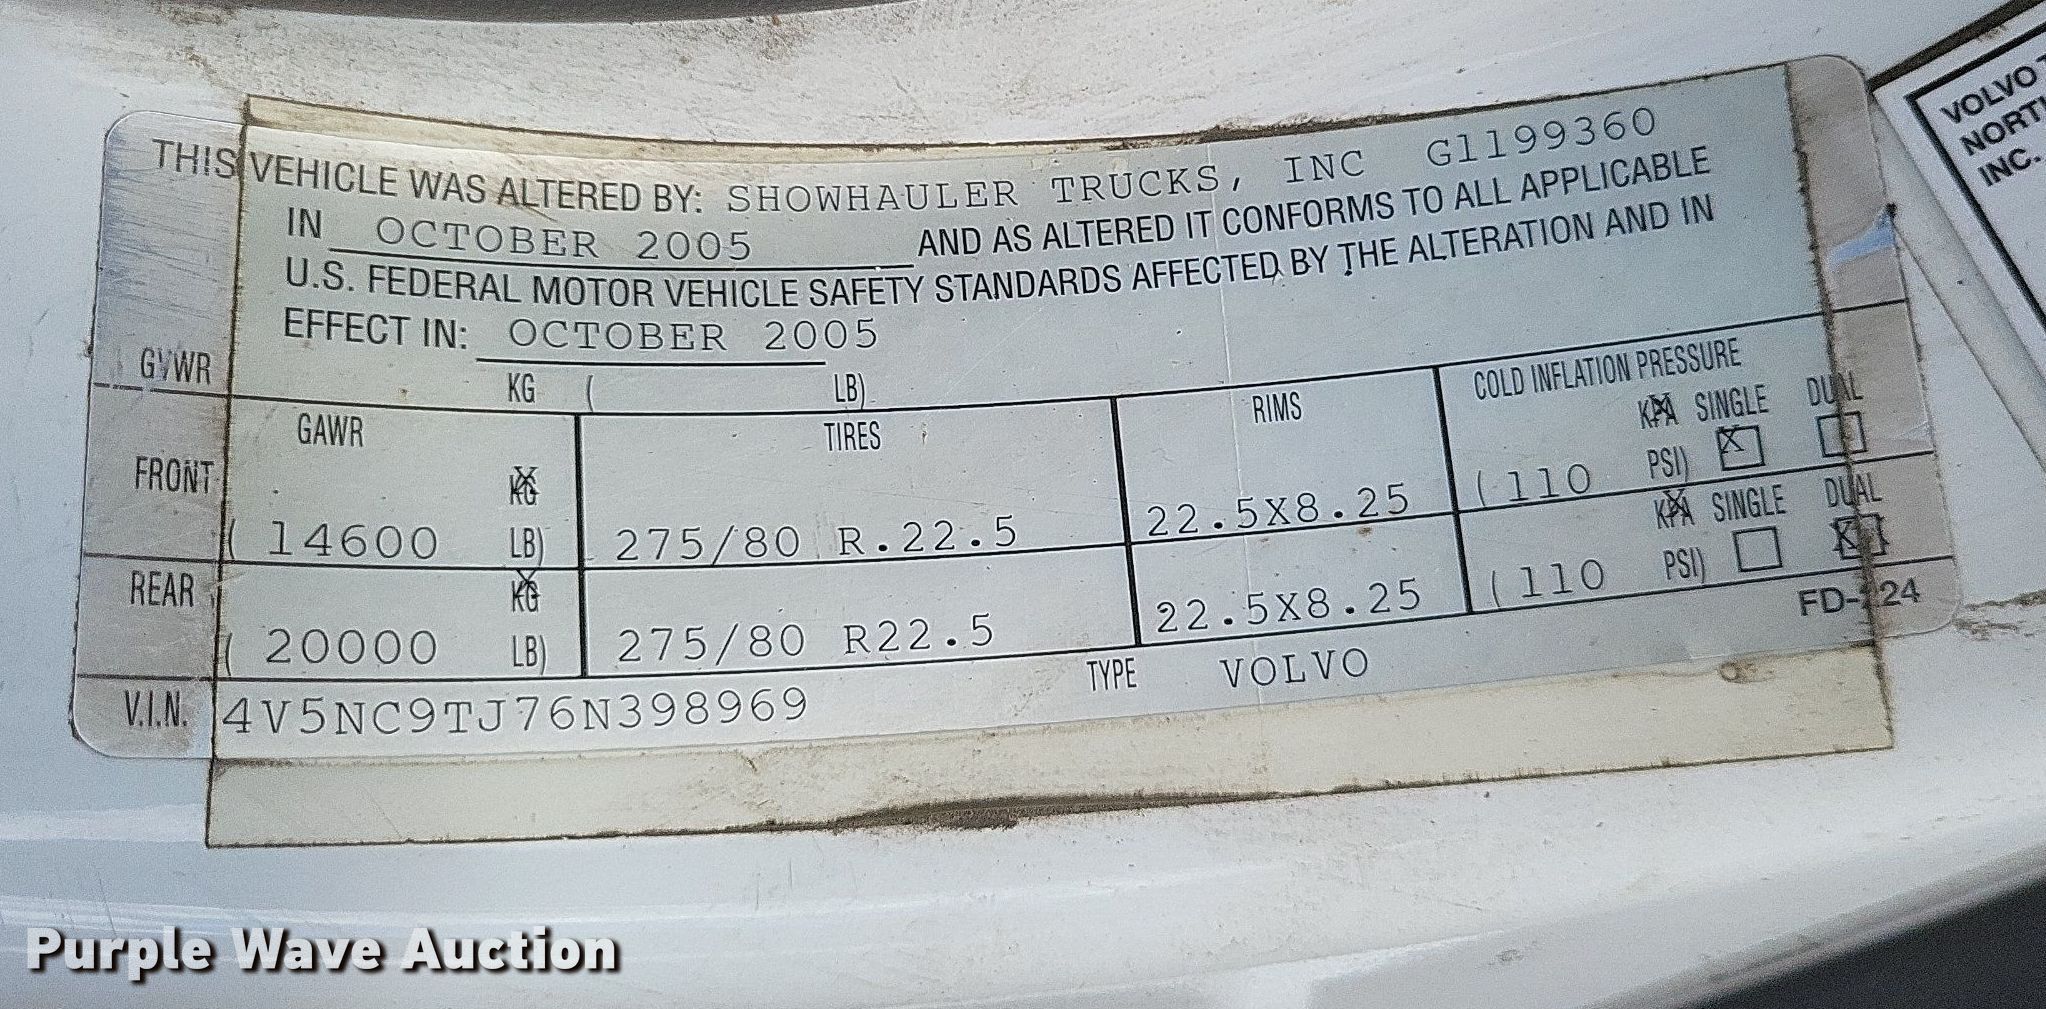 THIS VEHICLE WAS ALTERED BY: SHOWHAULER TRUCKS, INC G1199360
IN OCTOBER 2005 AND AS ALTERED IT CONFORMS TO ALL APPLICABLE
U.S. FEDERAL MOTOR VEHICLE SAFETY STANDARDS AFFECTED BY THE ALTERATION AND IN
EFFECT IN: OCTOBER 2005
GVWR KG ( LB)
GAWR TIRES RIMS COLD INFLATION PRESSURE
FRONT KG KPA SINGLE DUAL
( 14600 LB) 275/80 R.22.5 22.5X8.25 (110 PSI) X
REAR KG KPA SINGLE DUAL
( 20000 LB) 275/80 R22.5 22.5X8.25 (110 PSI) X
V.I.N. 4V5NC9TJ76N398969 TYPE VOLVO
VOLVO
INC.
Purple Wave Auction